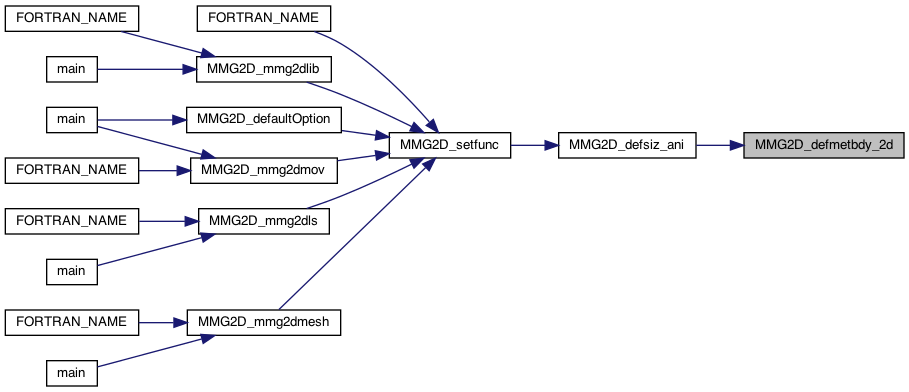 FORTRAN_NAME
FORTRAN_NAME
main
MMG2D_mmg2dlib
main
MMG2D_defaultOption
MMG2D_setfunc
MMG2D_defsiz_ani
MMG2D_defmetbdy_2d
FORTRAN_NAME
MMG2D_mmg2dmov
FORTRAN_NAME
MMG2D_mmg2dls
main
FORTRAN_NAME
MMG2D_mmg2dmesh
main